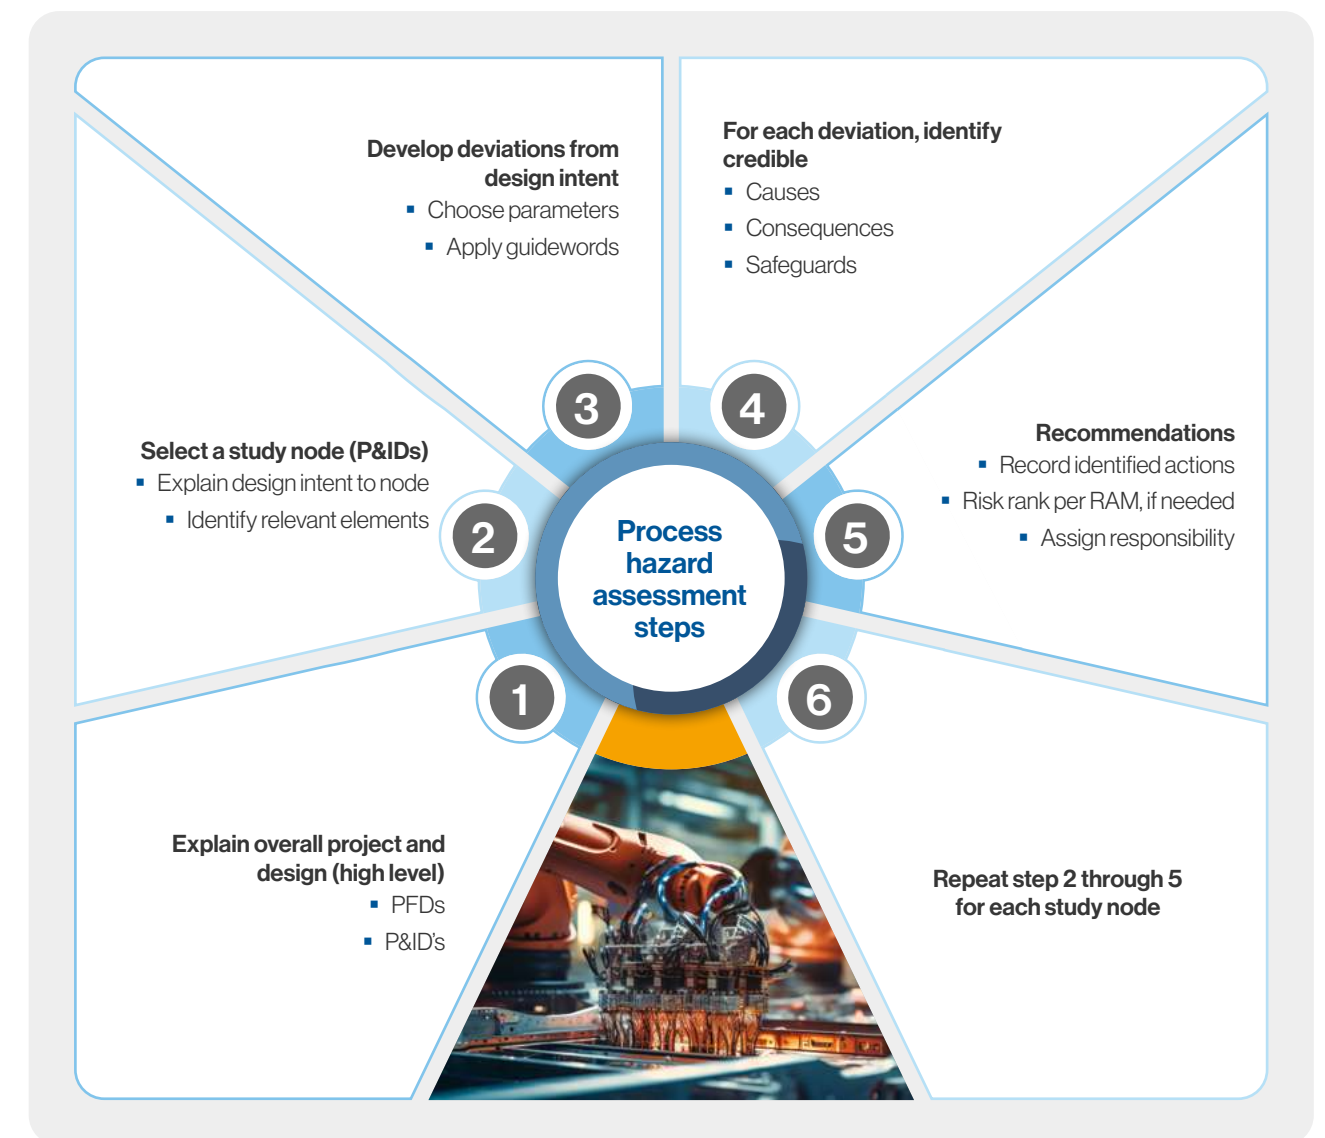 Process
hazard
assessment
steps
1
Explain overall project and
design (high level)
▪ PFDs
▪ P&ID's
2
Select a study node (P&IDs)
▪ Explain design intent to node
▪ Identify relevant elements
3
Develop deviations from
design intent
▪ Choose parameters
▪ Apply guidewords
4
For each deviation, identify
credible
▪ Causes
▪ Consequences
▪ Safeguards
5
Recommendations
▪ Record identified actions
▪ Risk rank per RAM, if needed
▪ Assign responsibility
6
Repeat step 2 through 5
for each study node